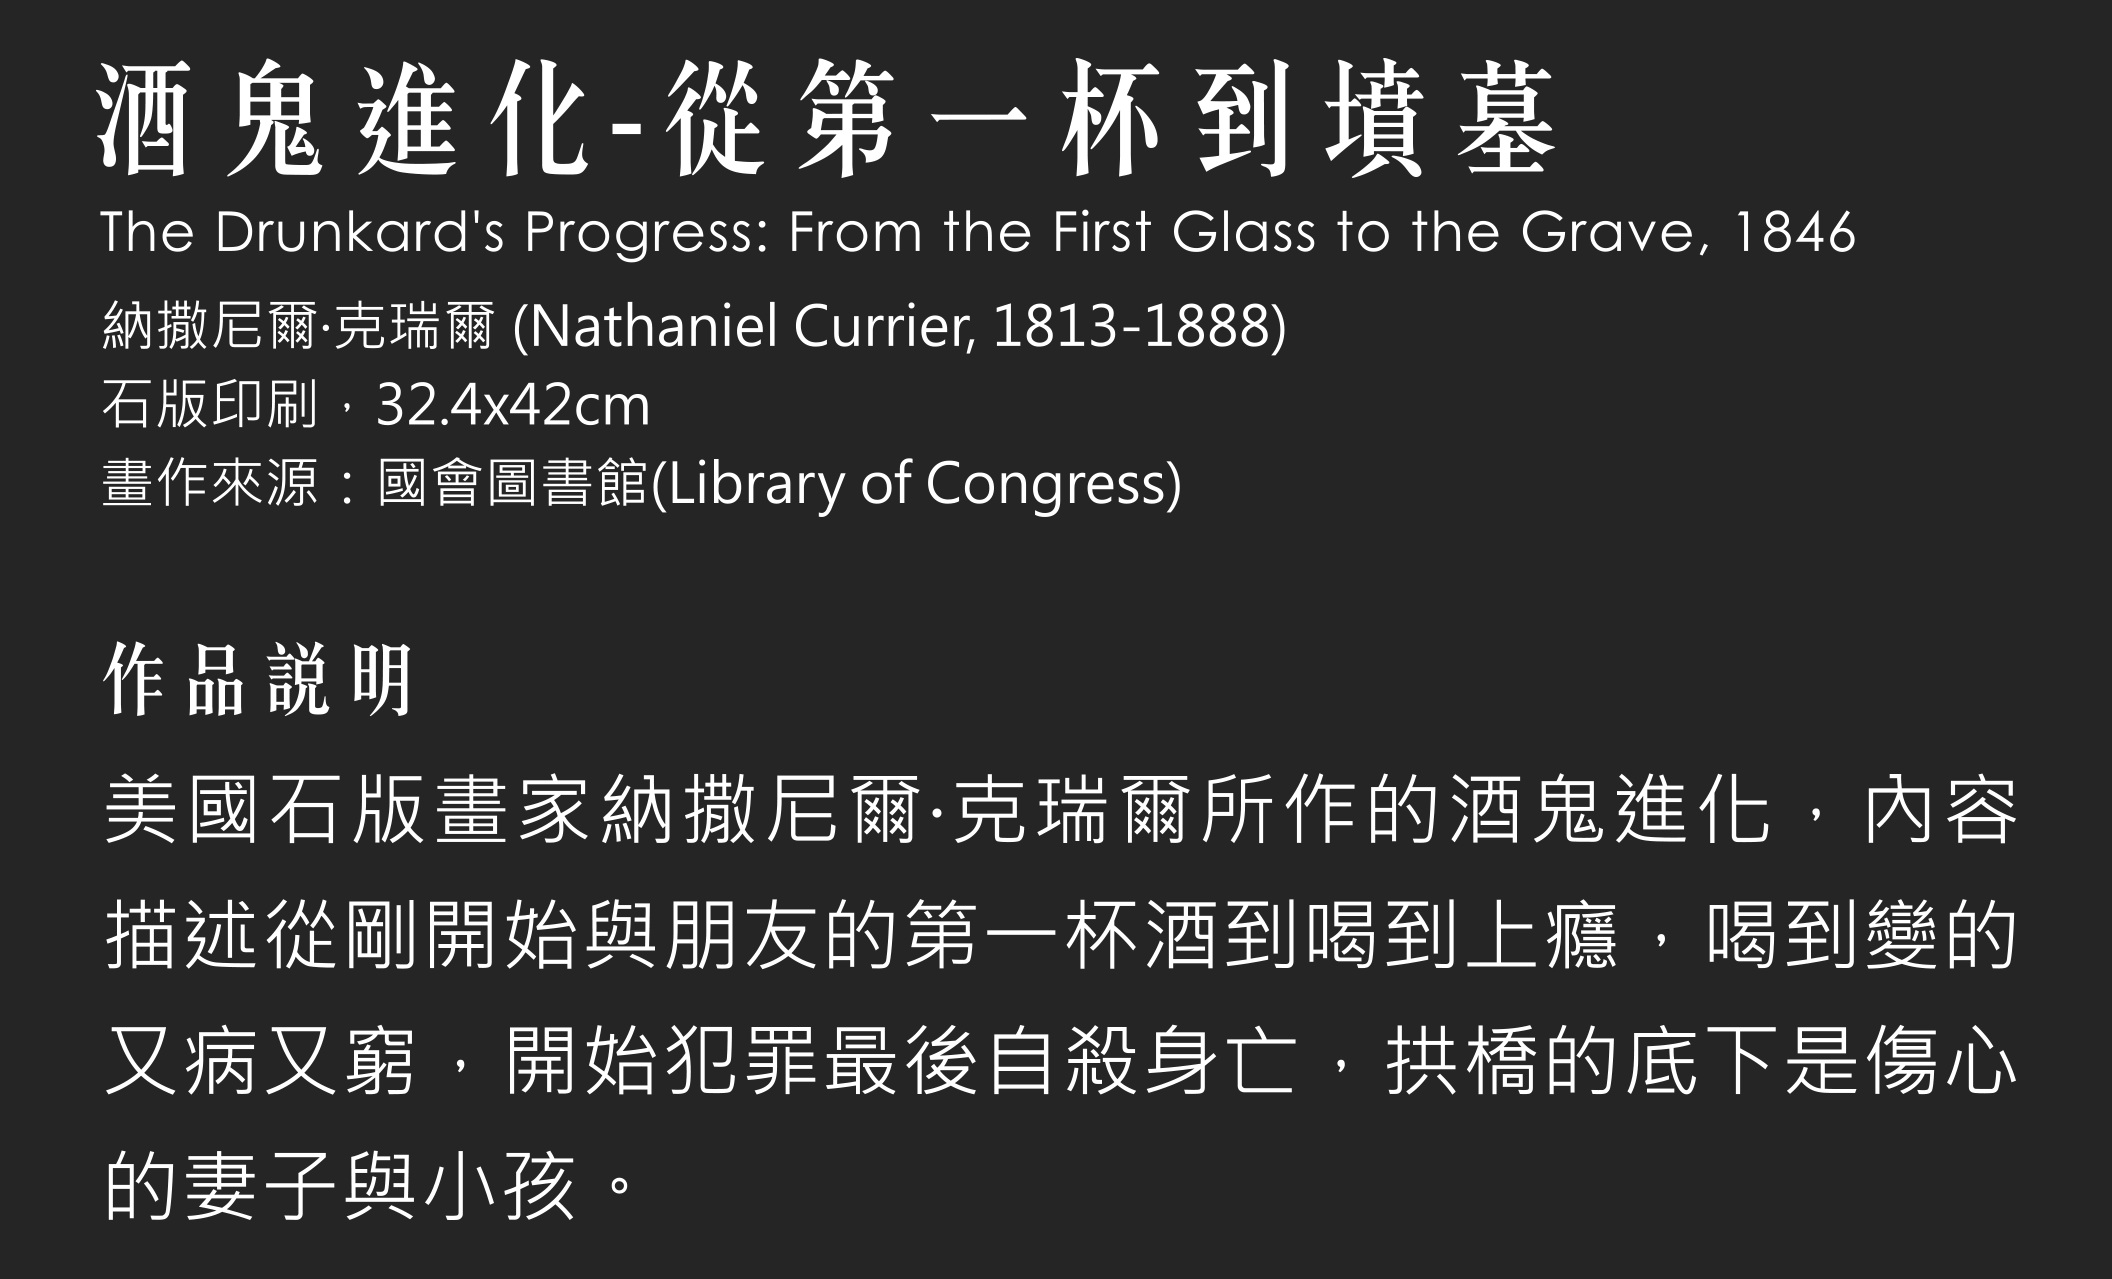 酒鬼進化-從第一杯到墳墓
The Drunkard's Progress: From the First Glass to the Grave, 1846
納撒尼爾·克瑞爾 (Nathaniel Currier, 1813-1888)
石版印刷，32.4x42cm
畫作來源：國會圖書館(Library of Congress)
作品説明
美國石版畫家納撒尼爾·克瑞爾所作的酒鬼進化，內容
描述從剛開始與朋友的第一杯酒到喝到上癮，喝到變的
又病又窮，開始犯罪最後自殺身亡，拱橋的底下是傷心
的妻子與小孩。